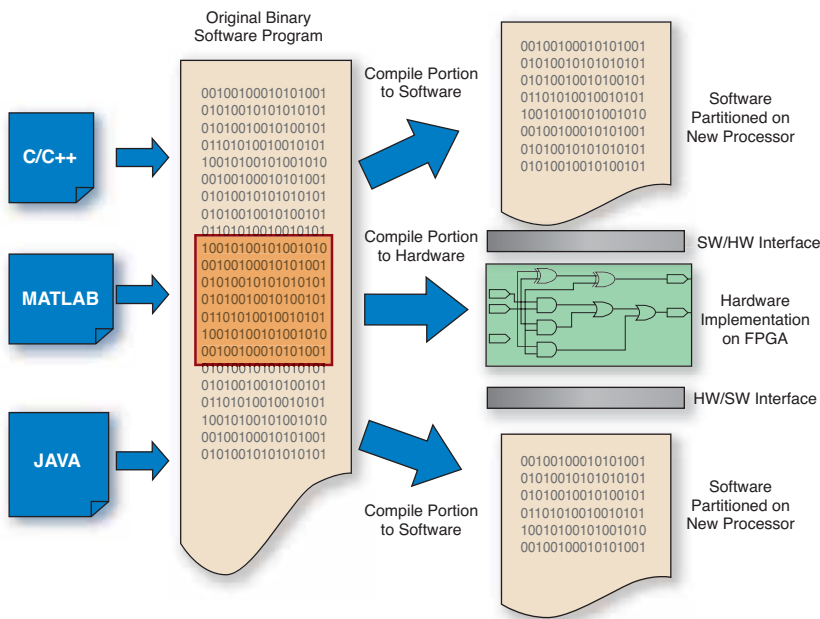 Original Binary
Software Program
C/C++
MATLAB
JAVA
00100100010101001
01010010101010101
01010010010100101
01101010010010101
10010100101001010
00100100010101001
01010010101010101
01010010010100101
01101010010010101
10010100101001010
00100100010101001
01010010101010101
01010010010100101
01101010010010101
10010100101001010
00100100010101001
01010010101010101
01010010010100101
01101010010010101
10010100101001010
00100100010101001
01010010101010101
Compile Portion
to Software
Compile Portion
to Hardware
Compile Portion
to Software
00100100010101001
01010010101010101
01010010010100101
01101010010010101
10010100101001010
00100100010101001
01010010101010101
01010010010100101
Software
Partitioned on
New Processor
SW/HW Interface
Hardware
Implementation
on FPGA
HW/SW Interface
00100100010101001
01010010101010101
01010010010100101
01101010010010101
10010100101001010
00100100010101001
Software
Partitioned on
New Processor